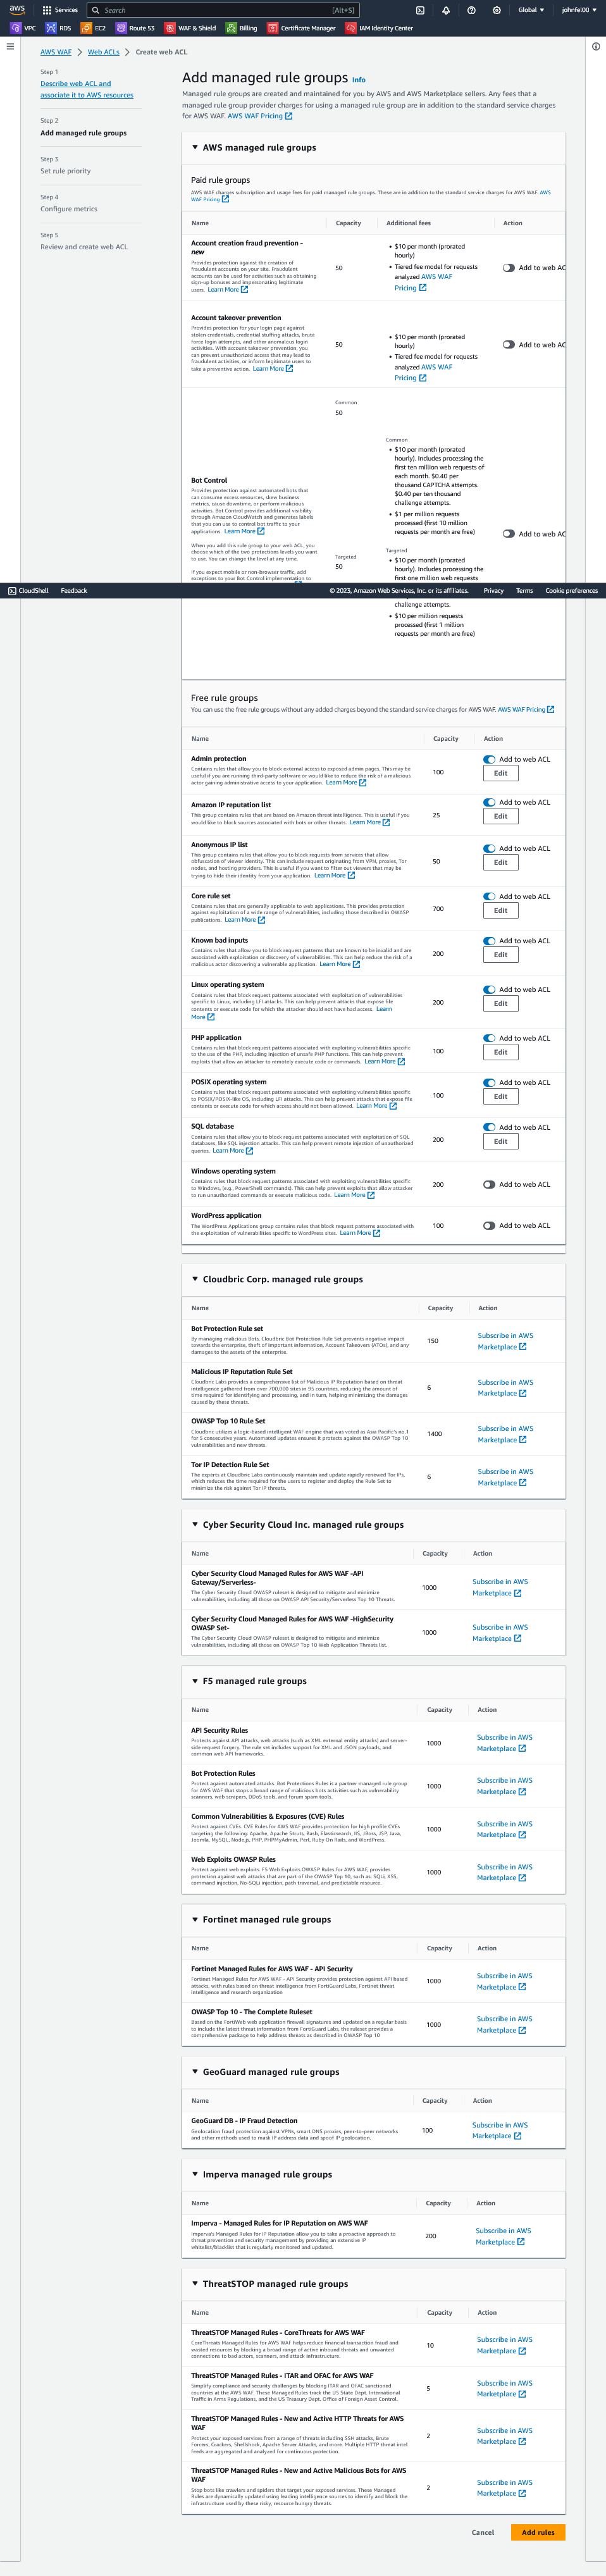 aws
Services
Search
[Alt+S]
Global
johnfel00
VPC
RDS
EC2
Route 53
WAF & Shield
Billing
Certificate Manager
IAM Identity Center
AWS WAF
Web ACLs
Create web ACL
Step 1
Describe web ACL and
associate it to AWS resources
Step 2
Add managed rule groups
Step 3
Set rule priority
Step 4
Configure metrics
Step 5
Review and create web ACL
Add managed rule groups Info
Managed rule groups are created and maintained for you by AWS and AWS Marketplace sellers. Any fees that a
managed rule group provider charges for using a managed rule group are in addition to the standard service charges
for AWS WAF. AWS WAF Pricing
AWS managed rule groups
Paid rule groups
AWS WAF charges subscription and usage fees for paid managed rule groups. These are in addition to the standard service charges for AWS WAF. AWS
WAF Pricing
Name
Capacity
Additional fees
Action
Account creation fraud prevention -
new
Provides protection against the creation of
fraudulent accounts on your site. Fraudulent
accounts can be used for activities such as obtaining
sign-up bonuses and impersonating legitimate
users. Learn More
50
$10 per month (prorated
hourly)
Tiered fee model for requests
analyzed AWS WAF
Pricing
Add to web AC
Account takeover prevention
Provides protection for your login page against
stolen credentials, credential stuffing attacks, brute
force login attempts, and other anomalous login
activities. With account takeover prevention, you
can prevent unauthorized access that may lead to
fraudulent activities, or inform legitimate users to
take a preventive action. Learn More
50
$10 per month (prorated
hourly)
Tiered fee model for requests
analyzed AWS WAF
Pricing
Add to web AC
Bot Control
Provides protection against automated bots that
can consume excess resources, skew business
metrics, cause downtime, or perform malicious
activities. Bot Control provides additional visibility
through Amazon CloudWatch and generates labels
that you can use to control bot traffic to your
applications. Learn More
When you add this rule group to your web ACL, you
choose which of the two protections levels you want
to use. You can change the level at any time.
If you expect mobile or non-browser traffic, add
exceptions to your Bot Control implementation to
Common
50
Targeted
50
Common
$10 per month (prorated
hourly). Includes processing the
first ten million web requests of
each month. $0.40 per
thousand CAPTCHA attempts.
$0.40 per ten thousand
challenge attempts.
$1 per million requests
processed (first 10 million
requests per month are free)
Targeted
$10 per month (prorated
hourly). Includes processing the
first one million web requests
Add to web AC
CloudShell
Feedback
© 2023, Amazon Web Services, Inc. or its affiliates.
Privacy
Terms
Cookie preferences
challenge attempts.
$10 per million requests
processed (first 1 million
requests per month are free)
Free rule groups
You can use the free rule groups without any added charges beyond the standard service charges for AWS WAF. AWS WAF Pricing
Name
Capacity
Action
Admin protection
Contains rules that allow you to block external access to exposed admin pages. This may be
useful if you are running third-party software or would like to reduce the risk of a malicious
actor gaining administrative access to your application. Learn More
100
Add to web ACL
Edit
Amazon IP reputation list
This group contains rules that are based on Amazon threat intelligence. This is useful if you
would like to block sources associated with bots or other threats. Learn More
25
Add to web ACL
Edit
Anonymous IP list
This group contains rules that allow you to block requests from services that allow
obfuscation of viewer identity. This can include request originating from VPN, proxies, Tor
nodes, and hosting providers. This is useful if you want to filter out viewers that may be
trying to hide their identity from your application. Learn More
50
Add to web ACL
Edit
Core rule set
Contains rules that are generally applicable to web applications. This provides protection
against exploitation of a wide range of vulnerabilities, including those described in OWASP
publications. Learn More
700
Add to web ACL
Edit
Known bad inputs
Contains rules that allow you to block request patterns that are known to be invalid and are
associated with exploitation or discovery of vulnerabilities. This can help reduce the risk of a
malicious actor discovering a vulnerable application. Learn More
200
Add to web ACL
Edit
Linux operating system
Contains rules that block request patterns associated with exploitation of vulnerabilities
specific to Linux, including LFI attacks. This can help prevent attacks that expose file
contents or execute code for which the attacker should not have had access. Learn
More
200
Add to web ACL
Edit
PHP application
Contains rules that block request patterns associated with exploiting vulnerabilities specific
to the use of the PHP, including injection of unsafe PHP functions. This can help prevent
exploits that allow an attacker to remotely execute code or commands. Learn More
100
Add to web ACL
Edit
POSIX operating system
Contains rules that block request patterns associated with exploiting vulnerabilities specific
to POSIX/POSIX-like OS, including LFI attacks. This can help prevent attacks that expose file
contents or execute code for which access should not been allowed. Learn More
100
Add to web ACL
Edit
SQL database
Contains rules that allow you to block request patterns associated with exploitation of SQL
databases, like SQL injection attacks. This can help prevent remote injection of unauthorized
queries. Learn More
200
Add to web ACL
Edit
Windows operating system
Contains rules that block request patterns associated with exploiting vulnerabilities specific
to Windows, (e.g., PowerShell commands). This can help prevent exploits that allow attacker
to run unauthorized commands or execute malicious code. Learn More
200
Add to web ACL
WordPress application
The WordPress Applications group contains rules that block request patterns associated with
the exploitation of vulnerabilities specific to WordPress sites. Learn More
100
Add to web ACL
Cloudbric Corp. managed rule groups
Name
Capacity
Action
Bot Protection Rule set
By managing malicious Bots, Cloudbric Bot Protection Rule Set prevents negative impact
towards the enterprise, theft of important information, Account Takeovers (ATOs), and any
damages to the assets of the enterprise.
150
Subscribe in AWS
Marketplace
Malicious IP Reputation Rule Set
Cloudbric Labs provides a comprehensive list of Malicious IP Reputation based on threat
intelligence gathered from over 700,000 sites in 95 countries, reducing the amount of
time required for identifying and processing, and in turn, helping minimizing the damages
caused by these threats.
6
Subscribe in AWS
Marketplace
OWASP Top 10 Rule Set
Cloudbric utilizes a logic-based intelligent WAF engine that was voted as Asia Pacific's no.1
for 5 consecutive years. Automated updates ensures it protects against the OWASP Top 10
vulnerabilities and new threats.
1400
Subscribe in AWS
Marketplace
Tor IP Detection Rule Set
The experts at Cloudbric Labs continuously maintain and update rapidly renewed Tor IPs,
which reduces the time required for the users to register and deploy the Rule Set to
minimize the risk against Tor IP threats.
6
Subscribe in AWS
Marketplace
Cyber Security Cloud Inc. managed rule groups
Name
Capacity
Action
Cyber Security Cloud Managed Rules for AWS WAF -API
Gateway/Serverless-
The Cyber Security Cloud OWASP ruleset is designed to mitigate and minimize
vulnerabilities, including all those on OWASP API Security/Serverless Top 10 Threats.
1000
Subscribe in AWS
Marketplace
Cyber Security Cloud Managed Rules for AWS WAF -HighSecurity
OWASP Set-
The Cyber Security Cloud OWASP ruleset is designed to mitigate and minimize
vulnerabilities, including all those on OWASP Top 10 Web Application Threats list.
1000
Subscribe in AWS
Marketplace
F5 managed rule groups
Name
Capacity
Action
API Security Rules
Protects against API attacks, web attacks (such as XML external entity attacks) and server-
side request forgery. The rule set includes support for XML and JSON payloads, and
common web API frameworks.
1000
Subscribe in AWS
Marketplace
Bot Protection Rules
Protect against automated attacks. Bot Protections Rules is a partner managed rule group
for AWS WAF that stops a broad range of malicious bots activities such as vulnerability
scanners, web scrapers, DDoS tools, and forum spam tools.
1000
Subscribe in AWS
Marketplace
Common Vulnerabilities & Exposures (CVE) Rules
Protect against CVEs. CVE Rules for AWS WAF provides protection for high profile CVEs
targeting the following: Apache, Apache Struts, Bash, Elasticsearch, IIS, JBoss, JSP, Java,
Joomla, MySQL, Node.js, PHP, PHPMyAdmin, Perl, Ruby On Rails, and WordPress.
1000
Subscribe in AWS
Marketplace
Web Exploits OWASP Rules
Protect against web exploits. F5 Web Exploits OWASP Rules for AWS WAF, provides
protection against web attacks that are part of the OWASP Top 10, such as: SQLi, XSS,
command injection, No-SQLi injection, path traversal, and predictable resource.
1000
Subscribe in AWS
Marketplace
Fortinet managed rule groups
Name
Capacity
Action
Fortinet Managed Rules for AWS WAF - API Security
Fortinet Managed Rules for AWS WAF - API Security provides protection against API based
attacks, with rules based on threat intelligence from FortiGuard Labs, Fortinet threat
intelligence and research organization
1000
Subscribe in AWS
Marketplace
OWASP Top 10 - The Complete Ruleset
Based on the FortiWeb web application firewall signatures and updated on a regular basis
to include the latest threat information from FortiGuard Labs, the ruleset provides a
comprehensive package to help address threats as described in OWASP Top 10
1000
Subscribe in AWS
Marketplace
GeoGuard managed rule groups
Name
Capacity
Action
GeoGuard DB - IP Fraud Detection
Geolocation fraud protection against VPNs, smart DNS proxies, peer-to-peer networks
and other methods used to mask IP address data and spoof IP geolocation.
100
Subscribe in AWS
Marketplace
Imperva managed rule groups
Name
Capacity
Action
Imperva - Managed Rules for IP Reputation on AWS WAF
Imperva's Managed Rules for IP Reputation allow you to take a proactive approach to
threat prevention and security management by providing an extensive IP
whitelist/blacklist that is regularly monitored and updated.
200
Subscribe in AWS
Marketplace
ThreatSTOP managed rule groups
Name
Capacity
Action
ThreatSTOP Managed Rules - CoreThreats for AWS WAF
CoreThreats Managed Rules for AWS WAF helps reduce financial transaction fraud and
wasted resources by blocking a broad range of active inbound threats and unwanted
connections to bad actors, scanners, and attack infrastructure.
10
Subscribe in AWS
Marketplace
ThreatSTOP Managed Rules - ITAR and OFAC for AWS WAF
Simplify compliance and security challenges by blocking ITAR and OFAC sanctioned
countries at the AWS WAF. These Managed Rules track the US State Dept. International
Traffic in Arms Regulations, and the US Treasury Dept. Office of Foreign Asset Control.
5
Subscribe in AWS
Marketplace
ThreatSTOP Managed Rules - New and Active HTTP Threats for AWS
WAF
Protect your exposed services from a range of threats including SSH attacks, Brute
Forcers, Crackers, Shellshock, Apache Server Attacks, and more. Multiple HTTP threat intel
feeds are aggregated and analyzed for continuous protection.
2
Subscribe in AWS
Marketplace
ThreatSTOP Managed Rules - New and Active Malicious Bots for AWS
WAF
Stop bots like crawlers and spiders that target your exposed services. These Managed
Rules are dynamically updated using leading intelligence sources to identify and block the
infrastructure used by these risky, resource hungry threats.
2
Subscribe in AWS
Marketplace
Cancel
Add rules